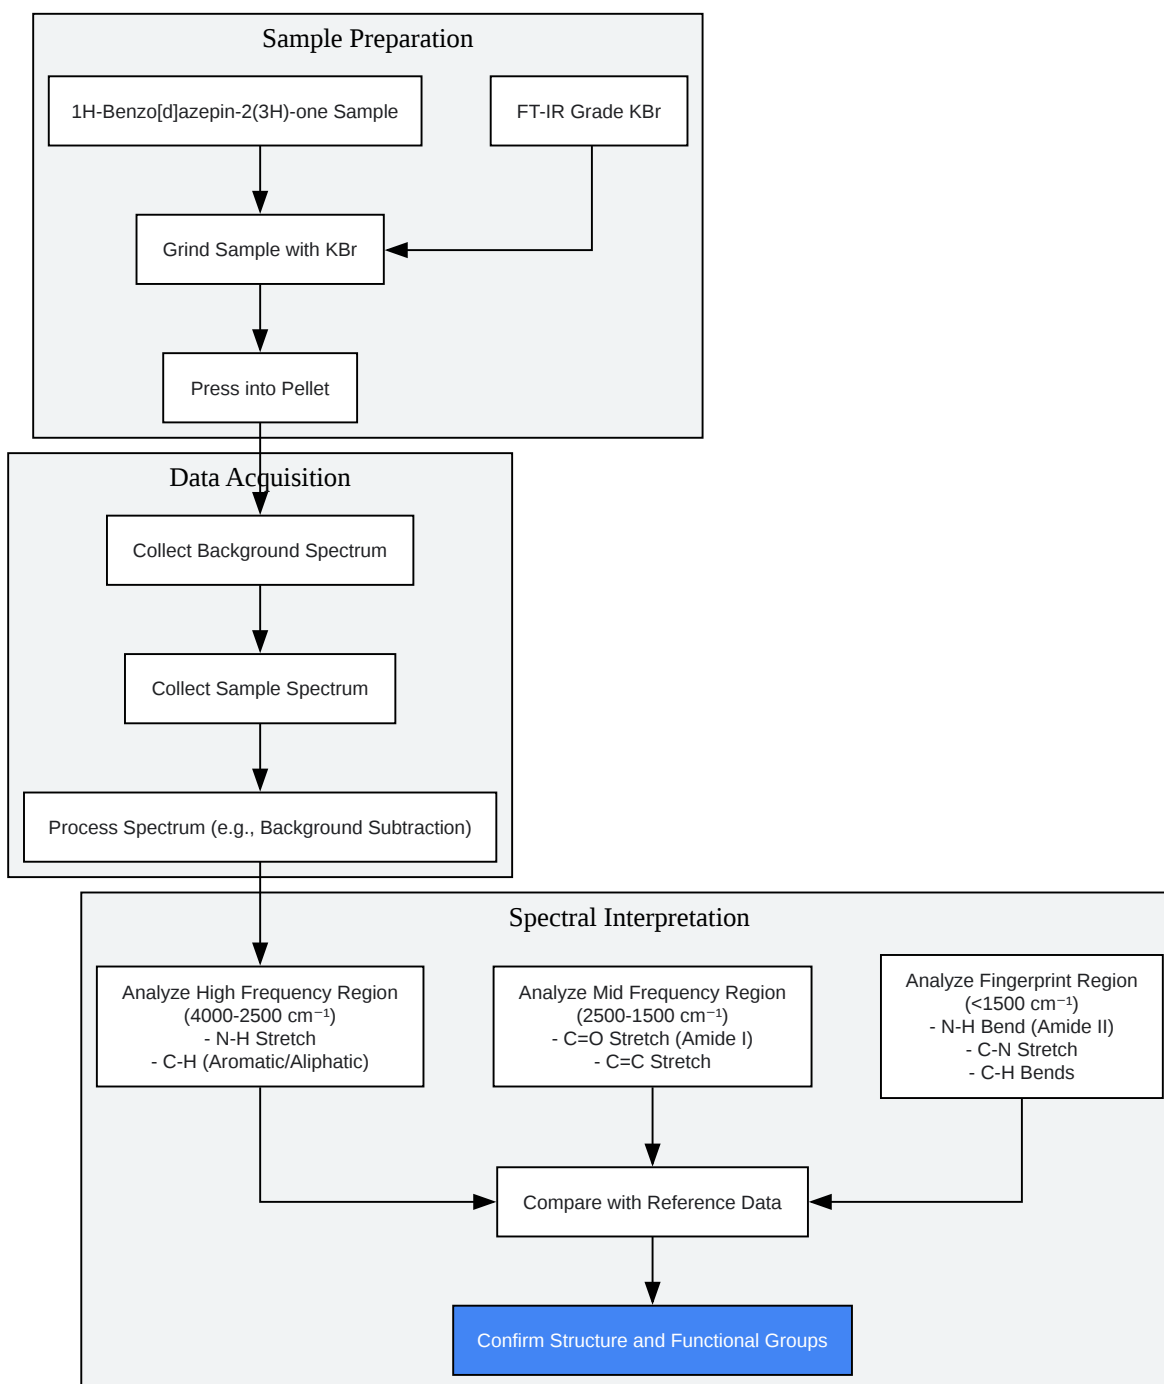 Sample Preparation
1H-Benzo[d]azepin-2(3H)-one Sample
FT-IR Grade KBr
Grind Sample with KBr
Press into Pellet
Data Acquisition
Collect Background Spectrum
Collect Sample Spectrum
Process Spectrum (e.g., Background Subtraction)
Spectral Interpretation
Analyze High Frequency Region
(4000-2500 cm⁻¹)
- N-H Stretch
- C-H (Aromatic/Aliphatic)
Analyze Mid Frequency Region
(2500-1500 cm⁻¹)
- C=O Stretch (Amide I)
- C=C Stretch
Analyze Fingerprint Region
(<1500 cm⁻¹)
- N-H Bend (Amide II)
- C-N Stretch
- C-H Bends
Compare with Reference Data
Confirm Structure and Functional Groups